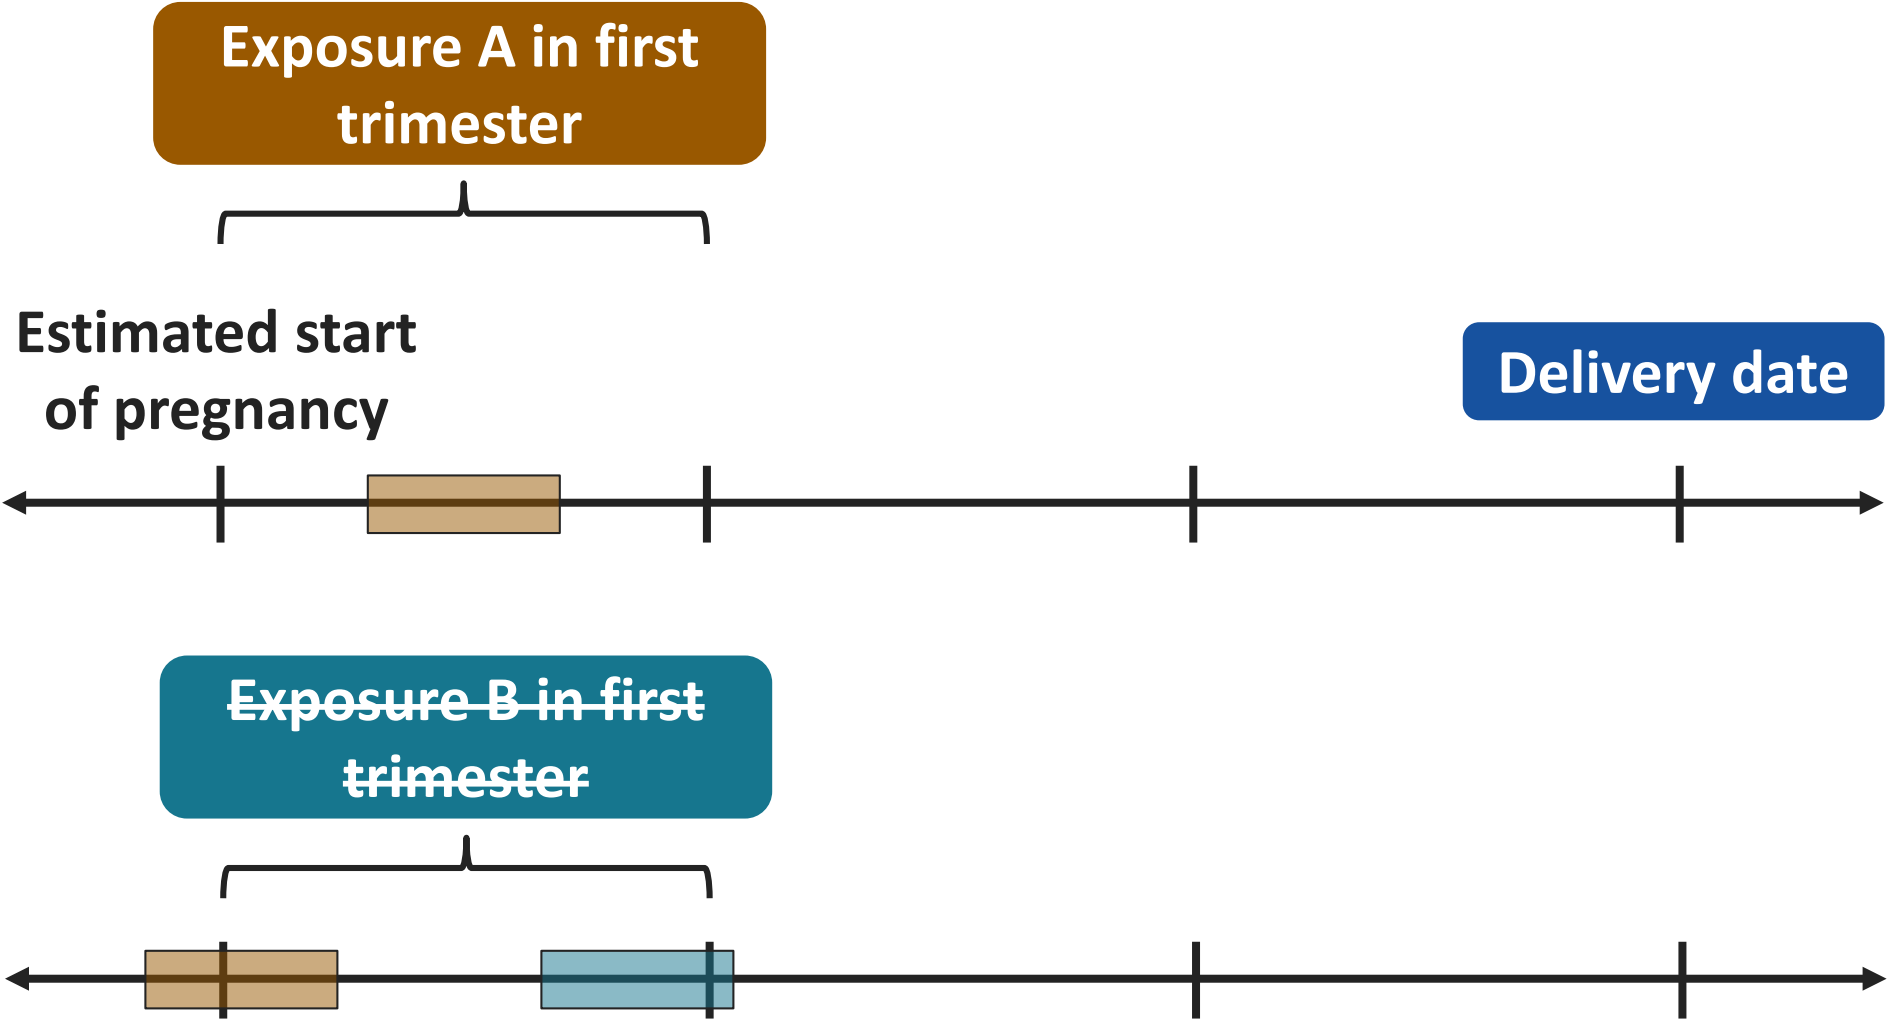 Exposure A in first
trimester
Estimated start
of pregnancy
Delivery date
Exposure B in first
trimester